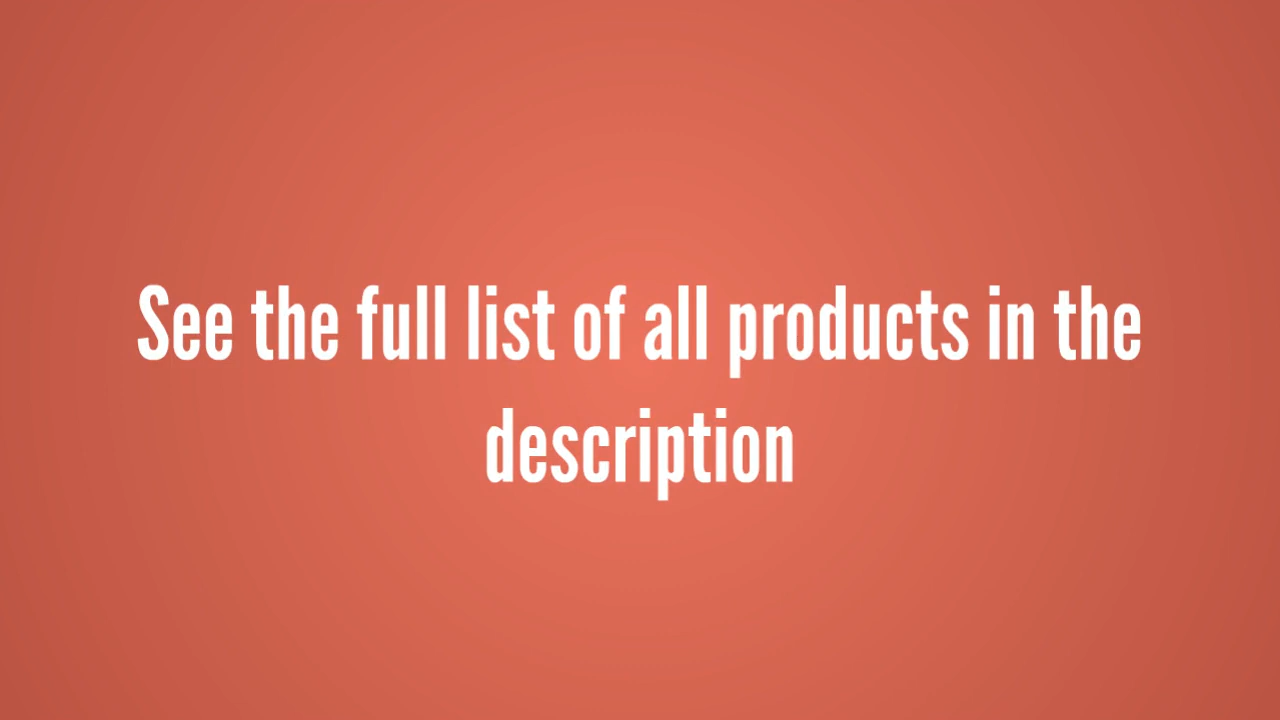 See the full list of all products in the
description